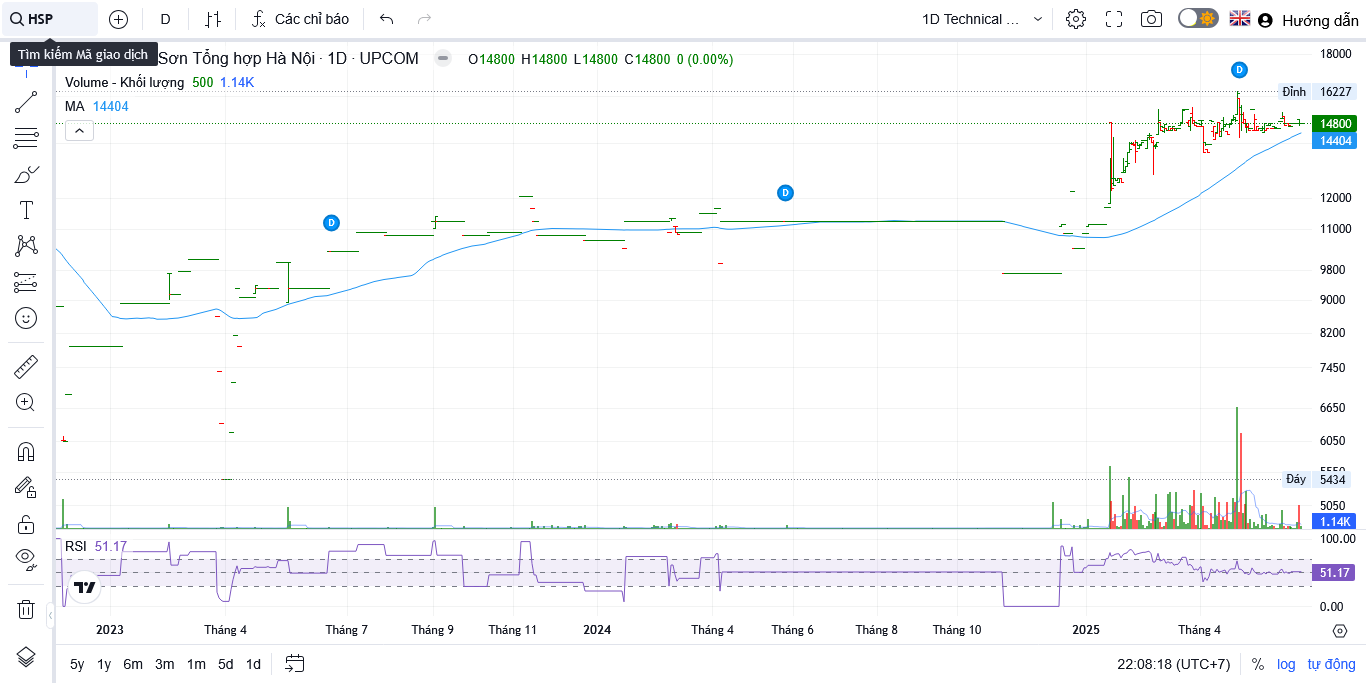 HSP
D
Các chỉ báo
1D Technical ...
Hướng dẫn
Tìm kiếm Mã giao dịch
Sơn Tổng hợp Hà Nội · 1D · UPCOM
O14800 H14800 L14800 C14800 0 (0.00%)
Volume - Khối lượng 500 1.14K
MA 14404
D
D
D
18000
Đỉnh 16227
14800
14404
12000
11000
9800
9000
8200
7450
6650
6050
5550
Đáy 5434
5050
1.14K
RSI 51.17
100.00
51.17
0.00
2023 Tháng 4 Tháng 7 Tháng 9 Tháng 11 2024 Tháng 4 Tháng 6 Tháng 8 Tháng 10 2025 Tháng 4
5y 1y 6m 3m 1m 5d 1d
22:08:18 (UTC+7) % log tự động